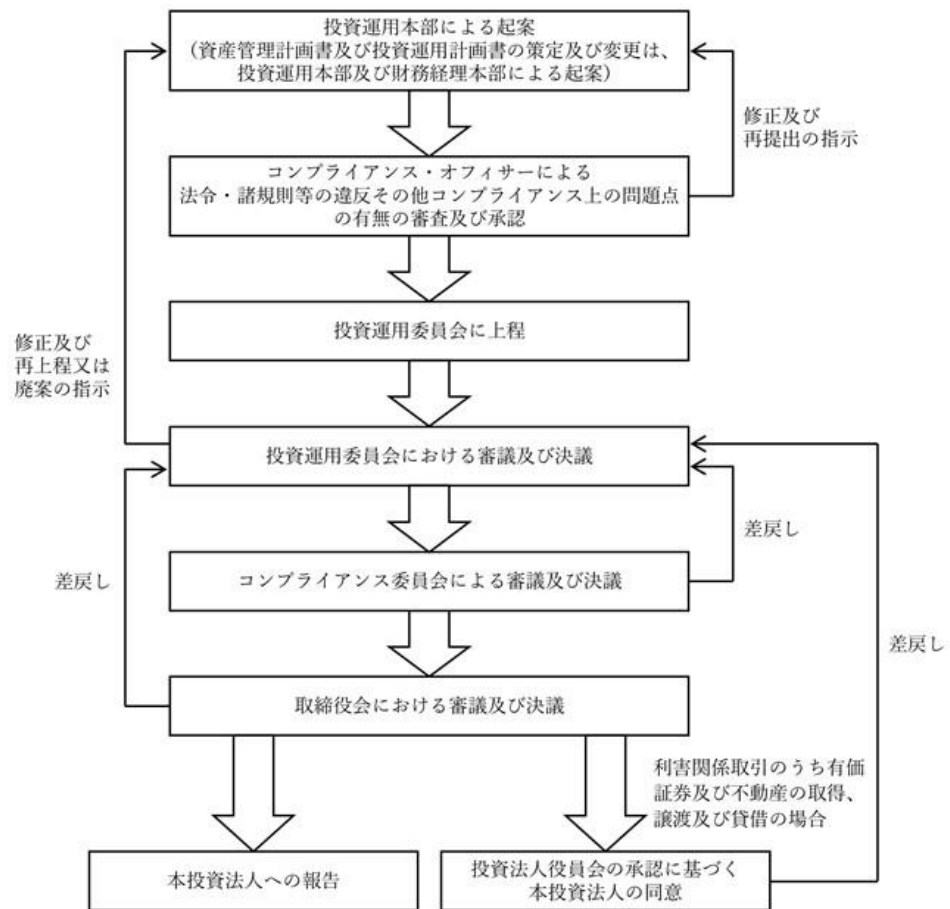 投資運用本部による起案
（資産管理計画書及び投資運用計画書の策定及び変更は、
投資運用本部及び財務経理本部による起案）
修正及び
再提出の指示
コンプライアンス・オフィサーによる
法令・諸規則等の違反その他コンプライアンス上の問題点
の有無の審査及び承認
投資運用委員会に上程
修正及び
再上程又は
廃案の指示
投資運用委員会における審議及び決議
差戻し
コンプライアンス委員会による審議及び決議
差戻し
差戻し
取締役会における審議及び決議
利害関係取引のうち有価
証券及び不動産の取得、
譲渡及び貸借の場合
本投資法人への報告
投資法人役員会の承認に基づく
本投資法人の同意